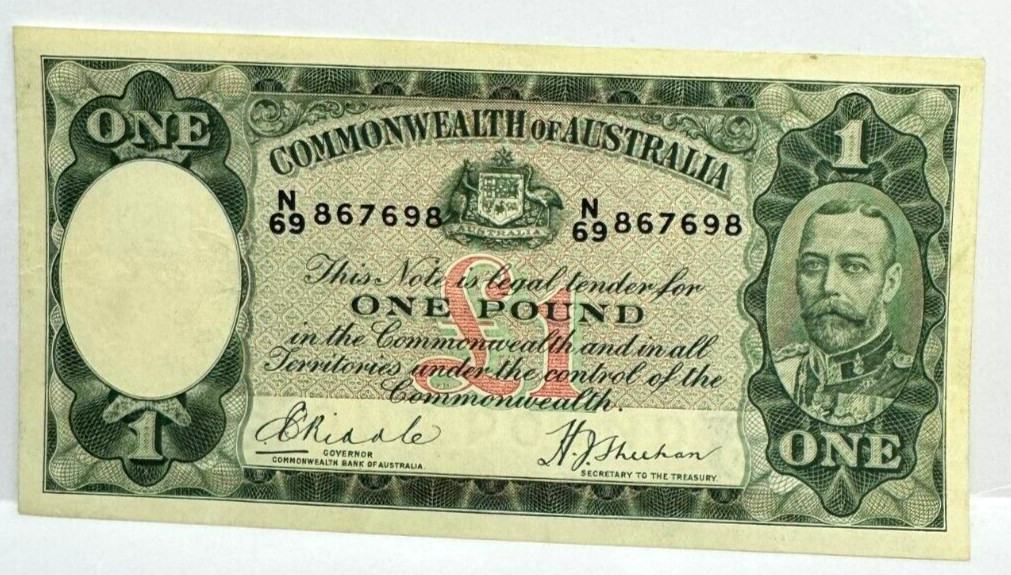 ONE
1
COMMONWEALTH OF AUSTRALIA
N
69 867698
N
69 867698
AUSTRALIA
This Note is legal tender for
ONE POUND
in the Commonwealth and in all
Territories under the control of the
Commonwealth.
£1
E Riddle
GOVERNOR
COMMONWEALTH BANK OF AUSTRALIA.
H.J. Sheehan
SECRETARY TO THE TREASURY.
1
ONE